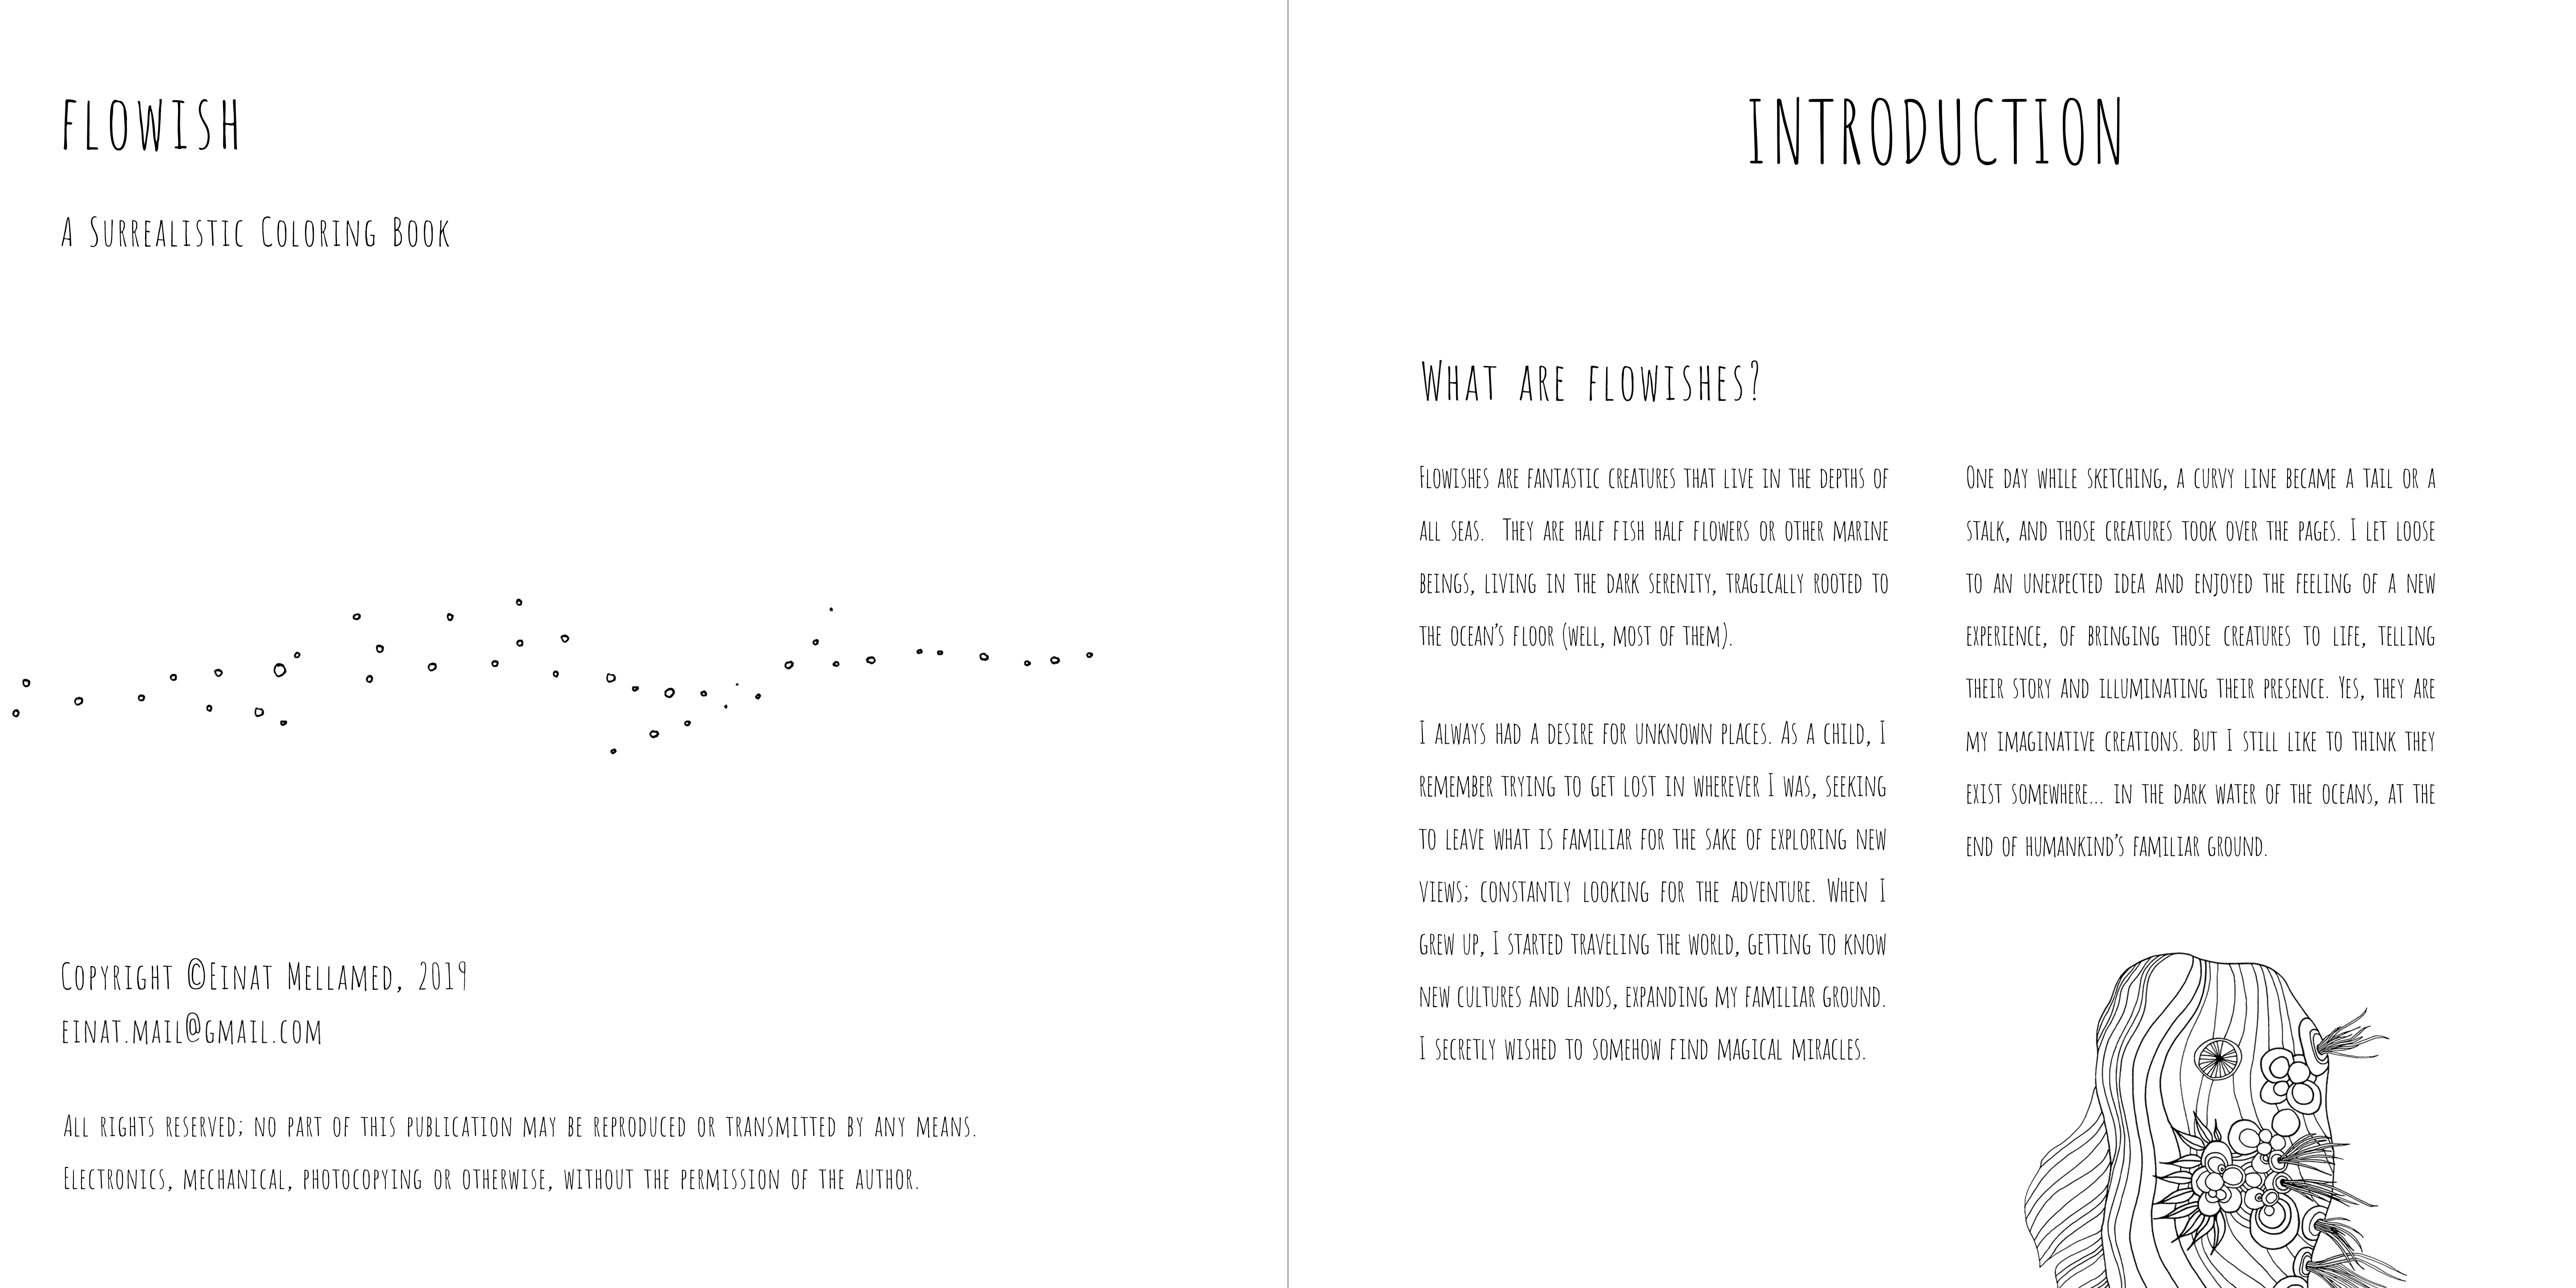 FLOWISH
A Surrealistic Coloring Book
Copyright ©Einat Mellamed, 2019
einat.mail@gmail.com
All rights reserved; no part of this publication may be reproduced or transmitted by any means.
Electronics, mechanical, photocopying or otherwise, without the permission of the author.
INTRODUCTION
What are flowishes?
Flowishes are fantastic creatures that live in the depths of
all seas. They are half fish half flowers or other marine
beings, living in the dark serenity, tragically rooted to
the ocean's floor (well, most of them).
I always had a desire for unknown places. As a child, I
remember trying to get lost in wherever I was, seeking
to leave what is familiar for the sake of exploring new
views; constantly looking for the adventure. When I
grew up, I started traveling the world, getting to know
new cultures and lands, expanding my familiar ground.
I secretly wished to somehow find magical miracles.
One day while sketching, a curvy line became a tail or a
stalk, and those creatures took over the pages. I let loose
to an unexpected idea and enjoyed the feeling of a new
experience, of bringing those creatures to life, telling
their story and illuminating their presence. Yes, they are
my imaginative creations. But I still like to think they
exist somewhere... in the dark water of the oceans, at the
end of humankind's familiar ground.